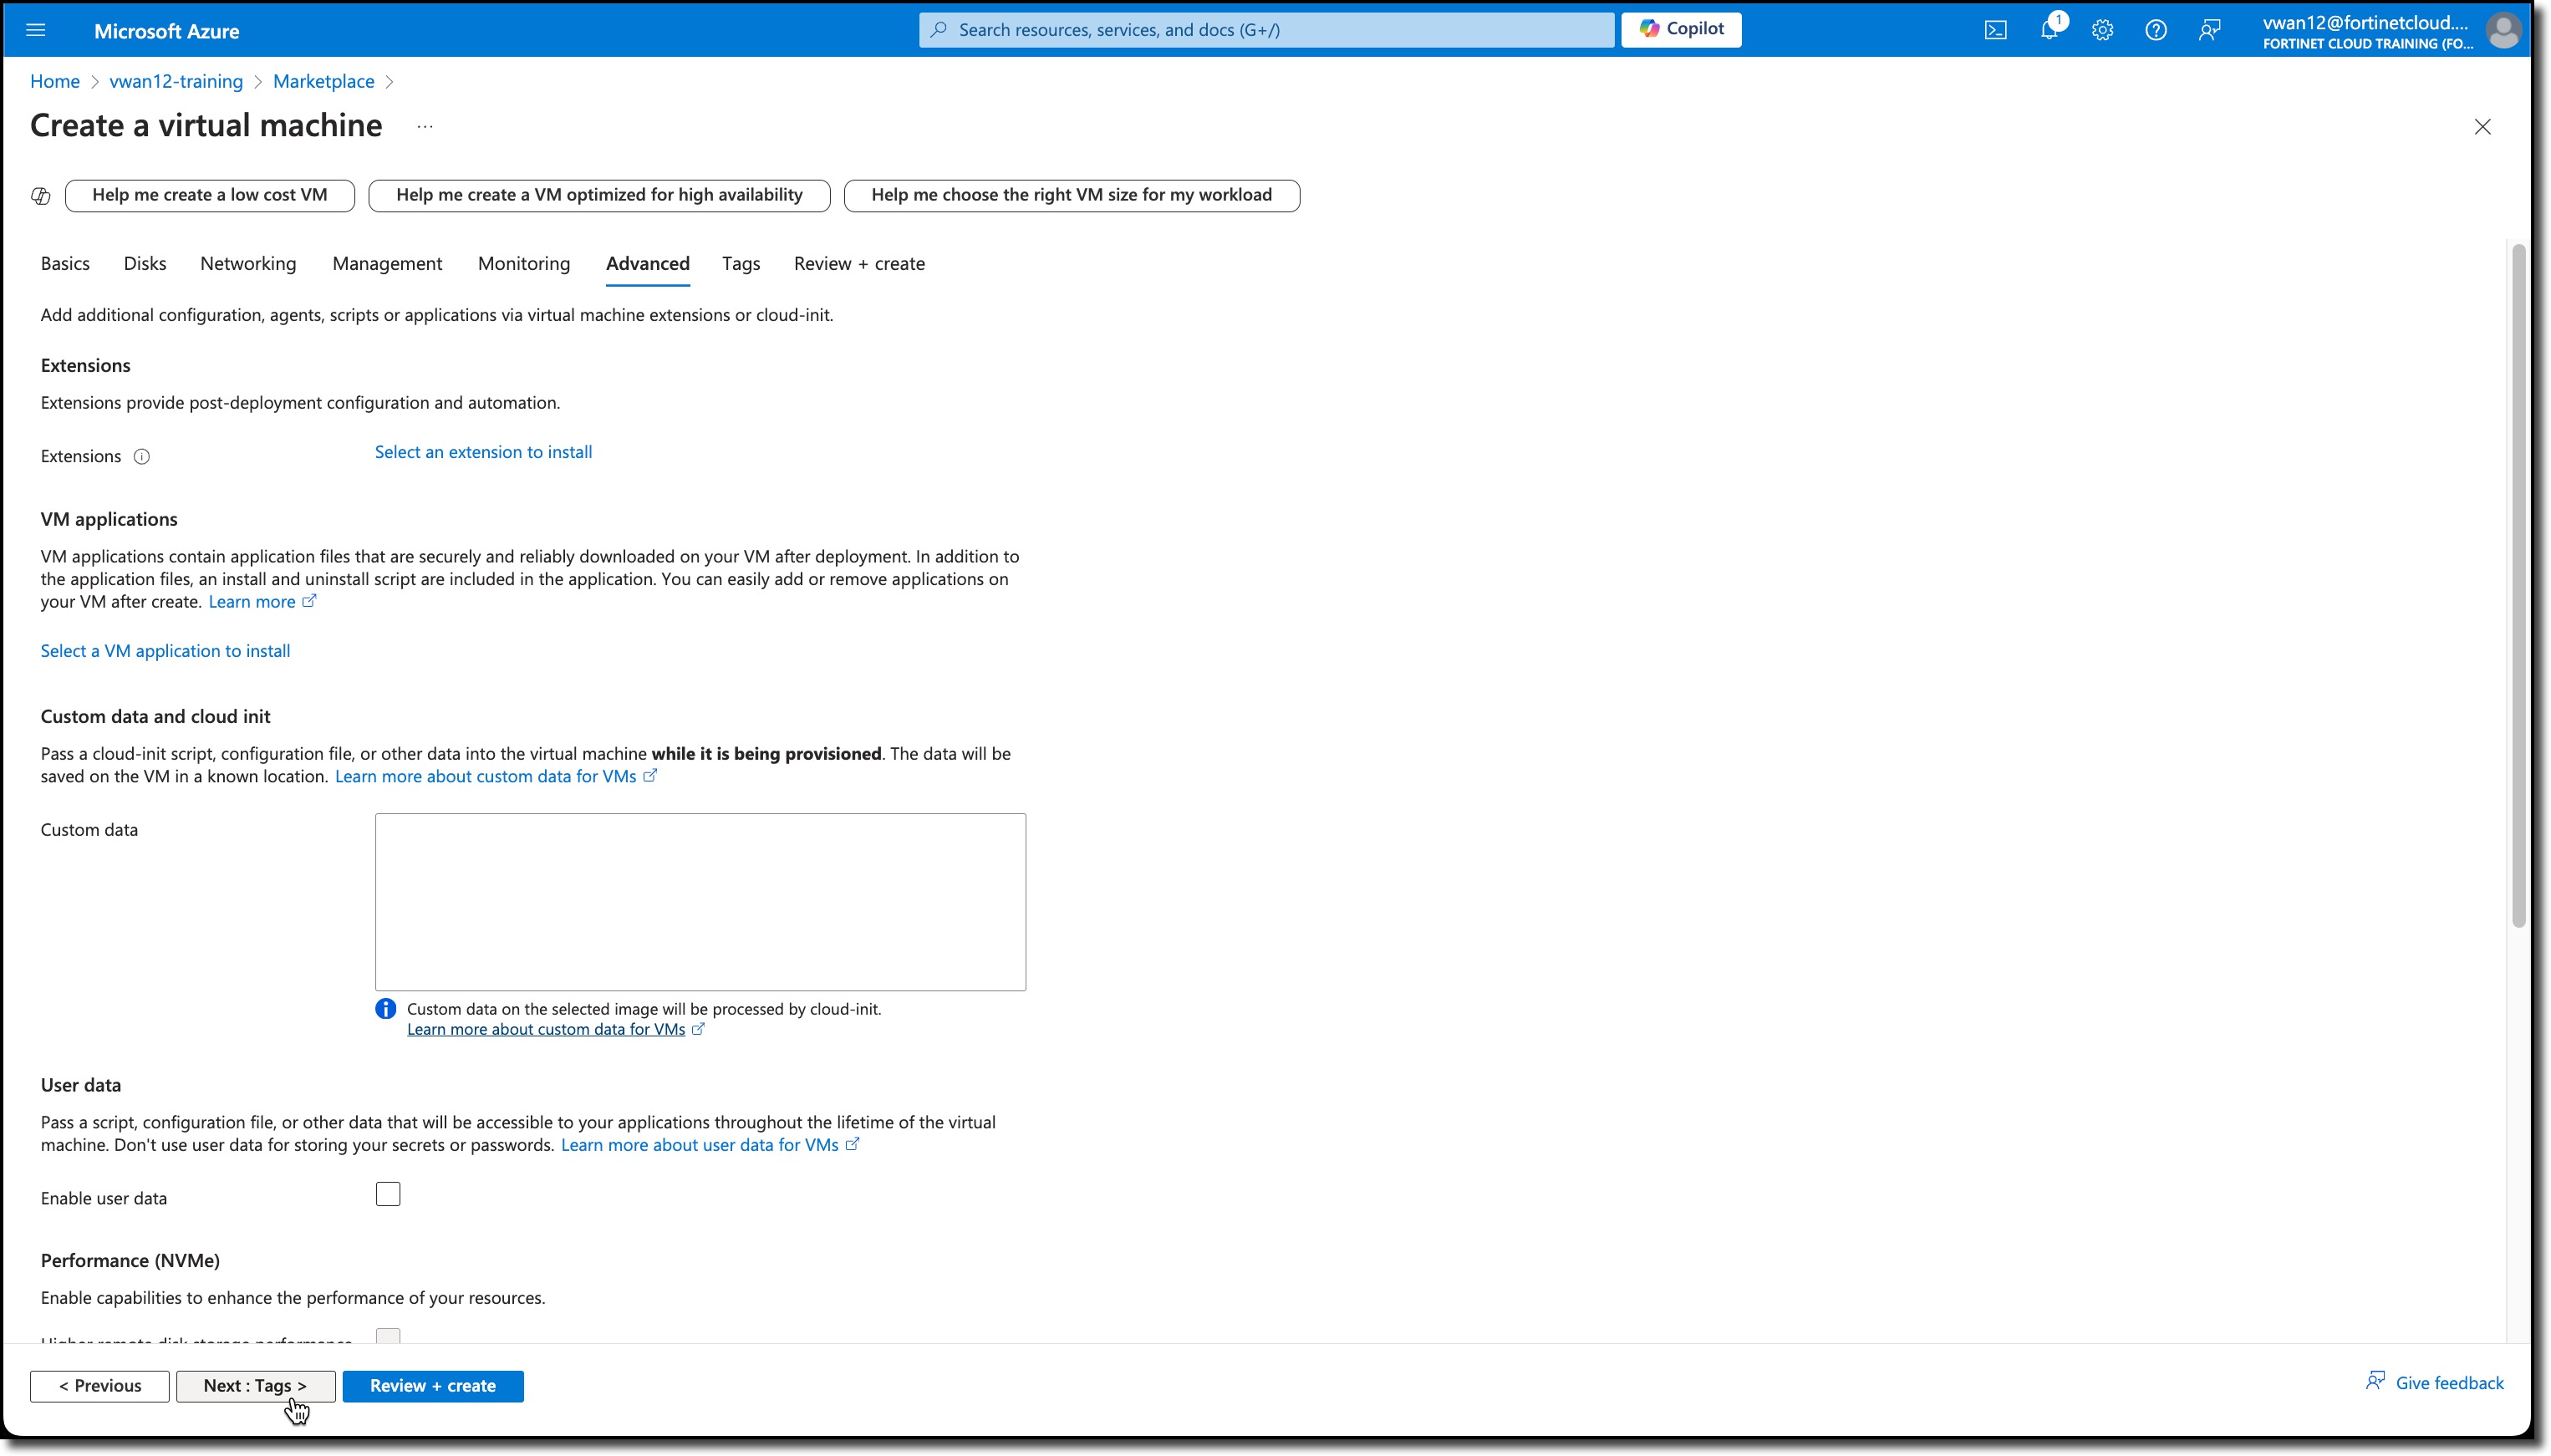 Microsoft Azure
Search resources, services, and docs (G+/)
Copilot
1
vwan12@fortinetcloud....
FORTINET CLOUD TRAINING (FO...
Home > vwan12-training > Marketplace >
Create a virtual machine ...
Help me create a low cost VM
Help me create a VM optimized for high availability
Help me choose the right VM size for my workload
Basics Disks Networking Management Monitoring Advanced Tags Review + create
Add additional configuration, agents, scripts or applications via virtual machine extensions or cloud-init.
Extensions
Extensions provide post-deployment configuration and automation.
Extensions
Select an extension to install
VM applications
VM applications contain application files that are securely and reliably downloaded on your VM after deployment. In addition to
the application files, an install and uninstall script are included in the application. You can easily add or remove applications on
your VM after create. Learn more
Select a VM application to install
Custom data and cloud init
Pass a cloud-init script, configuration file, or other data into the virtual machine while it is being provisioned. The data will be
saved on the VM in a known location. Learn more about custom data for VMs
Custom data
Custom data on the selected image will be processed by cloud-init.
Learn more about custom data for VMs
User data
Pass a script, configuration file, or other data that will be accessible to your applications throughout the lifetime of the virtual
machine. Don't use user data for storing your secrets or passwords. Learn more about user data for VMs
Enable user data
Performance (NVMe)
Enable capabilities to enhance the performance of your resources.
Higher remote disk storage performance
< Previous
Next : Tags >
Review + create
Give feedback